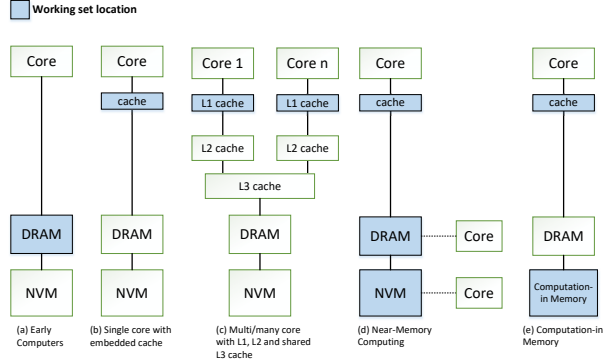 Working set location
Core
Core
Core 1
Core n
Core
Core
cache
L1 cache
L1 cache
cache
cache
L2 cache
L2 cache
L3 cache
DRAM
DRAM
DRAM
DRAM
Core
DRAM
NVM
NVM
NVM
NVM
Core
Computation-
in Memory
(a) Early
Computers
(b) Single core with
embedded cache
(c) Multi/many core
with L1, L2 and shared
L3 cache
(d) Near-Memory
Computing
(e) Computation-in
Memory